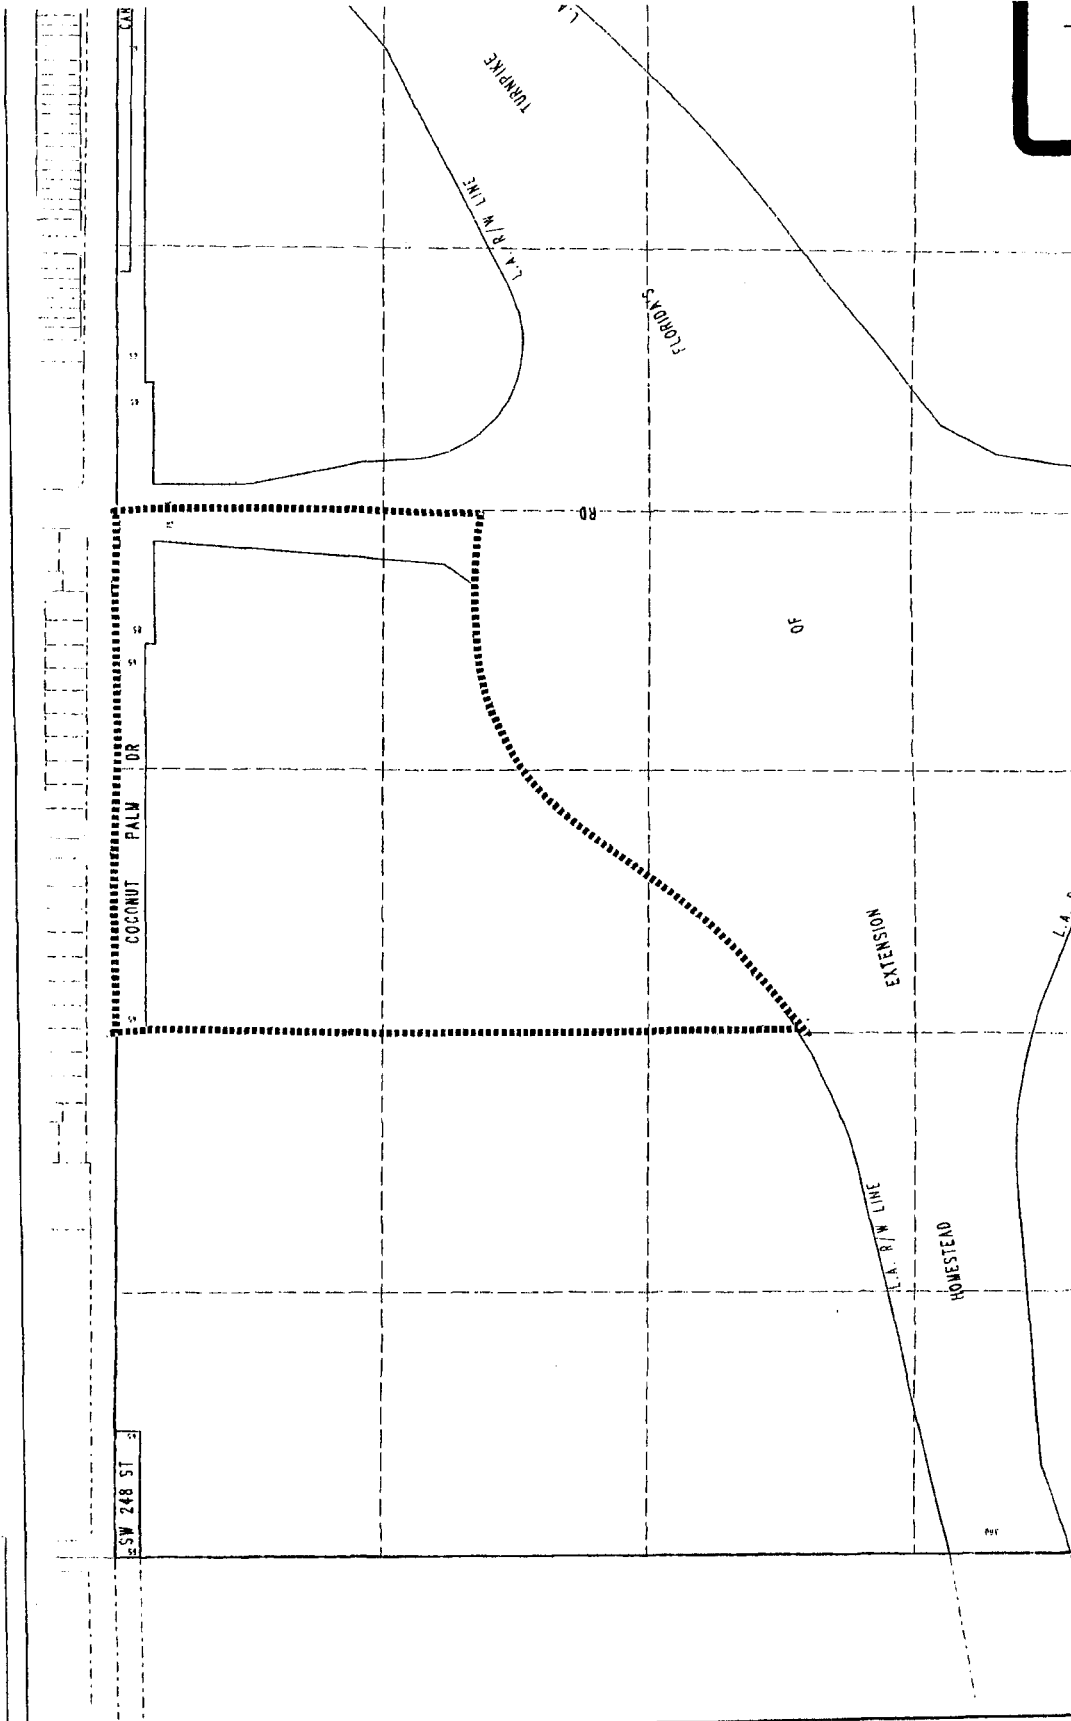 TURNPIKE
L.A. R/W LINE
FLORIDA'S
RD
OF
COCONUT PALM DR
EXTENSION
L.A. R/W LINE
HOMESTEAD
SW 248 ST